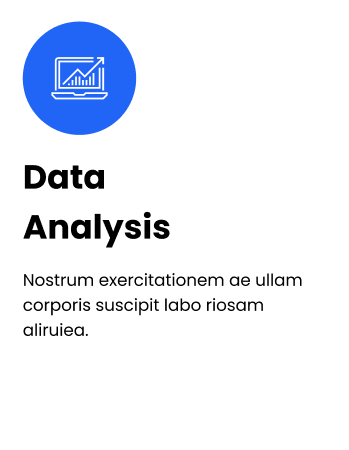 Data
Analysis
Nostrum exercitationem ae ullam
corporis suscipit labo riosam
aliruiea.